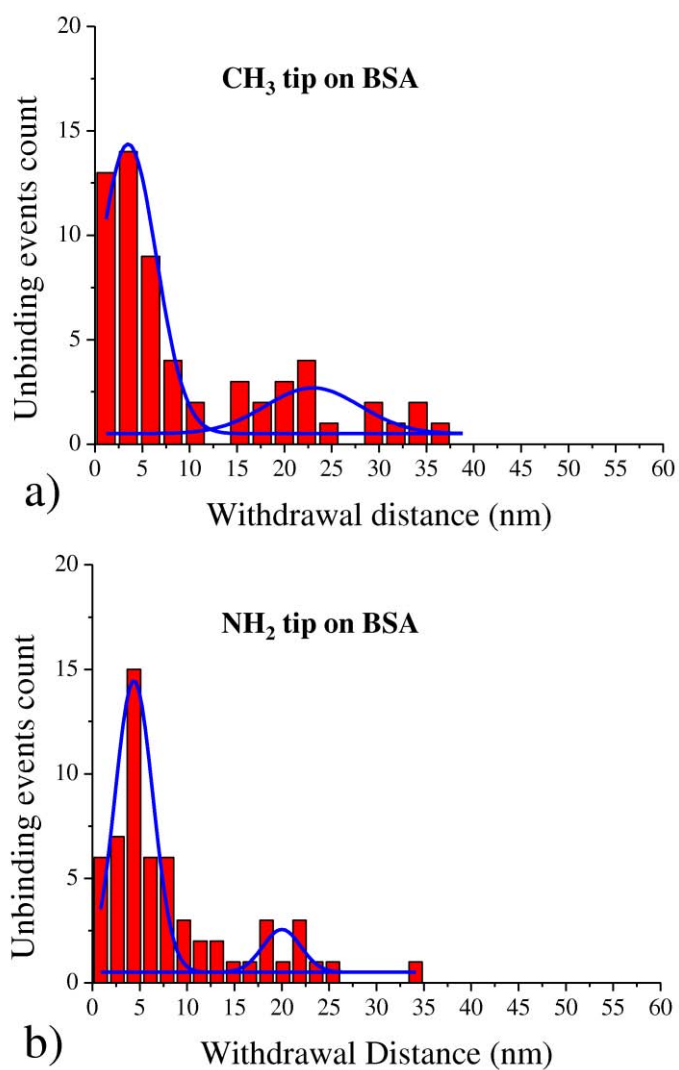 20
CH₃ tip on BSA
15
10
5
0
Unbinding events count
0 5 10 15 20 25 30 35 40 45 50 55 60
a)
Withdrawal distance (nm)
20
NH₂ tip on BSA
15
10
5
0
Unbinding events count
0 5 10 15 20 25 30 35 40 45 50 55 60
b)
Withdrawal Distance (nm)